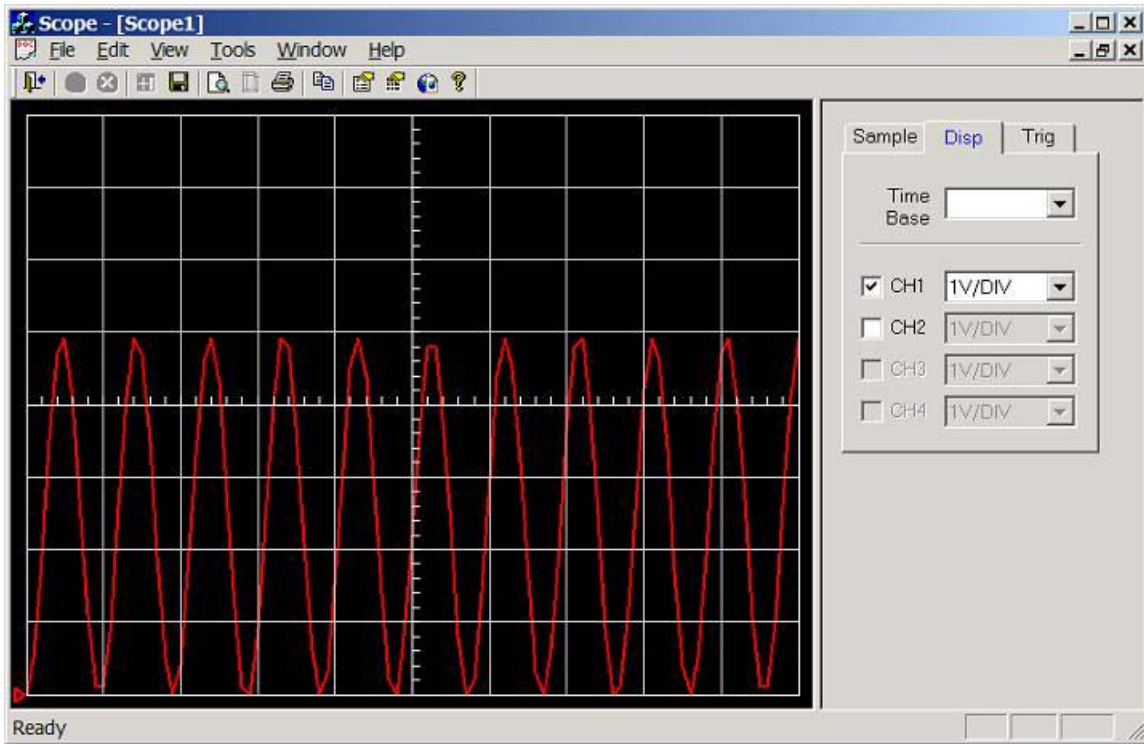 Scope - [Scope1]
File Edit View Tools Window Help
Sample Disp Trig
Time
Base
CH1 1V/DIV
CH2 1V/DIV
CH3 1V/DIV
CH4 1V/DIV
Ready